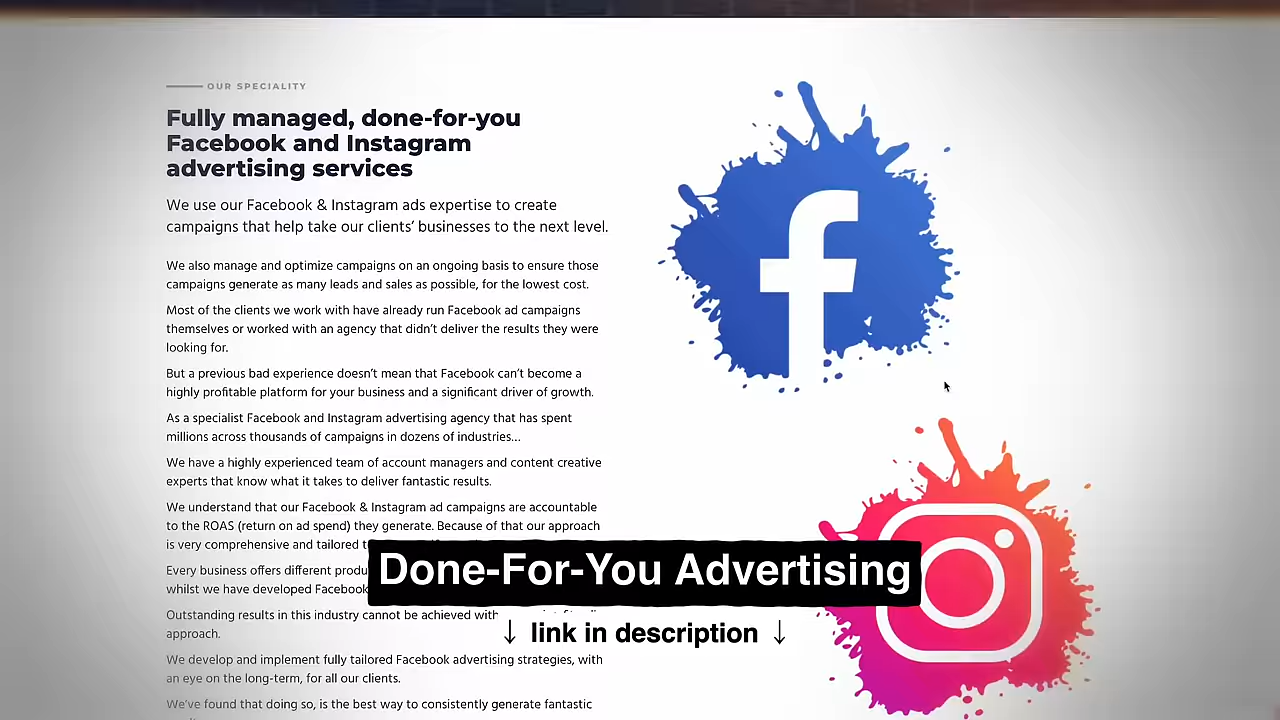 OUR SPECIALITY
Fully managed, done-for-you
Facebook and Instagram
advertising services
We use our Facebook & Instagram ads expertise to create
campaigns that help take our clients’ businesses to the next level.
We also manage and optimize campaigns on an ongoing basis to ensure those
campaigns generate as many leads and sales as possible, for the lowest cost.
Most of the clients we work with have already run Facebook ad campaigns
themselves or worked with an agency that didn’t deliver the results they were
looking for.
But a previous bad experience doesn’t mean that Facebook can’t become a
highly profitable platform for your business and a significant driver of growth.
As a specialist Facebook and Instagram advertising agency that has spent
millions across thousands of campaigns in dozens of industries...
We have a highly experienced team of account managers and content creative
experts that know what it takes to deliver fantastic results.
We understand that our Facebook & Instagram ad campaigns are accountable
to the ROAS (return on ad spend) they generate. Because of that our approach
is very comprehensive and tailored
Every business offers different
whilst we have developed Facebook
Done-For-You Advertising
Outstanding results in this industry cannot be achieved
approach.
↓ link in description ↓
We develop and implement fully tailored Facebook advertising strategies, with
an eye on the long-term, for all our clients.
We’ve found that doing so, is the best way to consistently generate fantastic